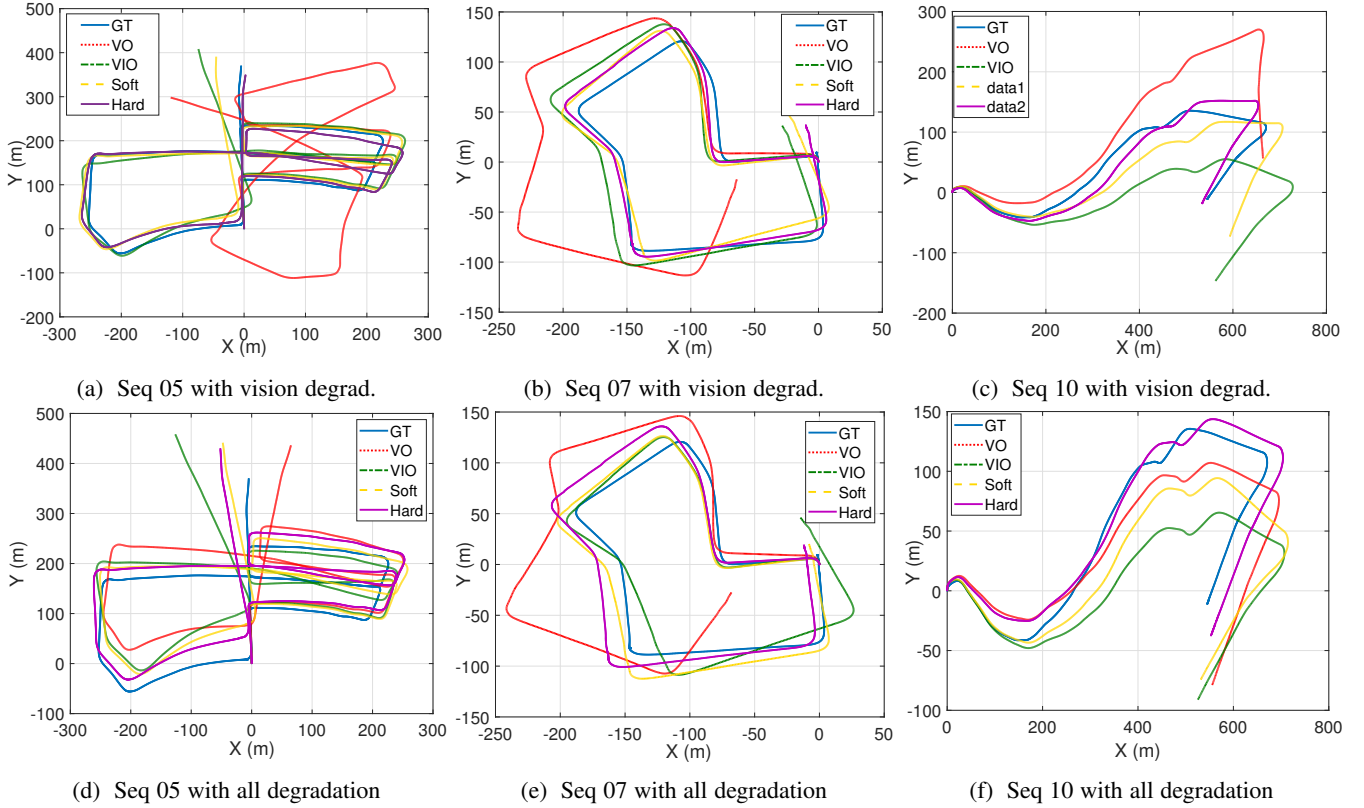 500
400
300
200
100
0
-100
-200
Y (m)
-300 -200 -100 0 100 200 300
X (m)
GT
VO
VIO
Soft
Hard
(a) Seq 05 with vision degrad.
150
100
50
0
-50
-100
-150
Y (m)
-250 -200 -150 -100 -50 0 50
X (m)
GT
VO
VIO
Soft
Hard
(b) Seq 07 with vision degrad.
300
200
100
0
-100
-200
Y (m)
0 200 400 600 800
X (m)
GT
VO
VIO
data1
data2
(c) Seq 10 with vision degrad.
500
400
300
200
100
0
-100
Y (m)
-300 -200 -100 0 100 200 300
X (m)
GT
VO
VIO
Soft
Hard
(d) Seq 05 with all degradation
150
100
50
0
-50
-100
-150
Y (m)
-250 -200 -150 -100 -50 0 50
X (m)
GT
VO
VIO
Soft
Hard
(e) Seq 07 with all degradation
150
100
50
0
-50
-100
Y (m)
0 200 400 600 800
X (m)
GT
VO
VIO
Soft
Hard
(f) Seq 10 with all degradation